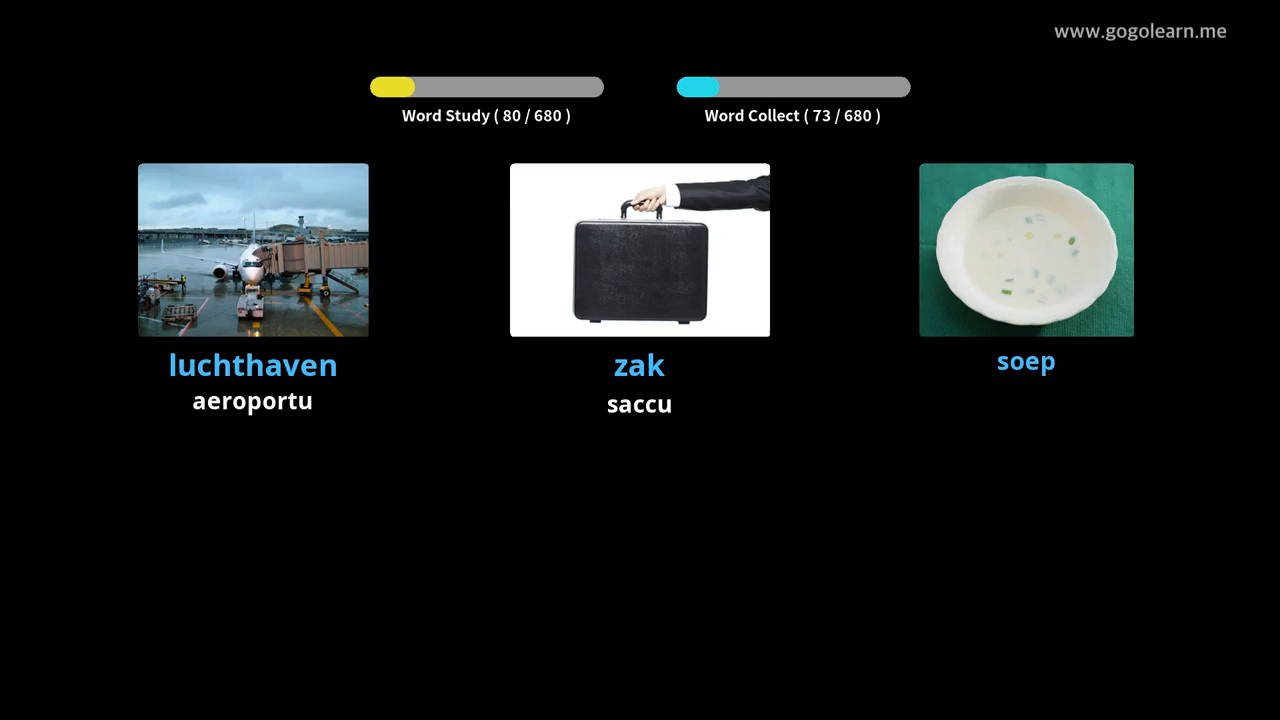 www.gogolearn.me
Word Study ( 80 / 680 )
Word Collect ( 73 / 680 )
luchthaven
aeroportu
zak
saccu
soep